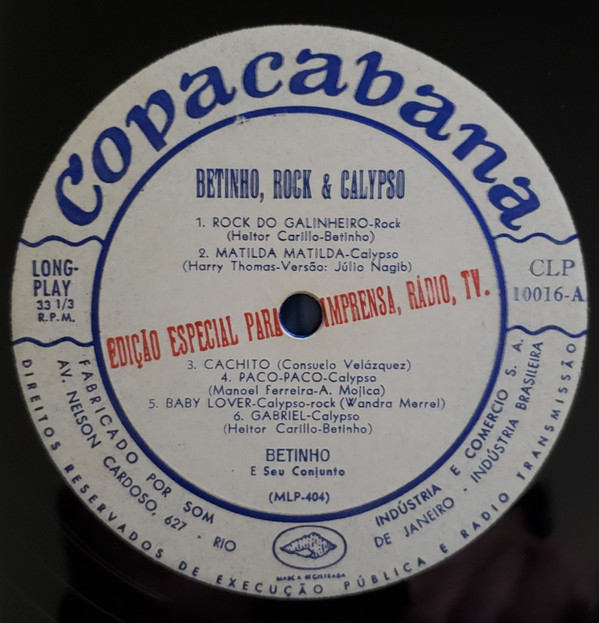 Copacabana
BETINHO, ROCK & CALYPSO
1. ROCK DO GALINHEIRO-Rock
(Heitor Carillo-Betinho)
2. MATILDA MATILDA-Calypso
(Harry Thomas-Versão: Júlio Nagib)
LONG-
PLAY
33 1/3
R.P.M.
CLP
10016-A
EDIÇÃO ESPECIAL PARA IMPRENSA, RÁDIO, TV.
3. CACHITO (Consuelo Velázquez)
4. PACO-PACO-Calypso
(Manoel Ferreira-A. Mojica)
5. BABY LOVER-Calypso-rock (Wandra Merrel)
6. GABRIEL-Calypso
(Heitor Carillo-Betinho)
BETINHO
E Seu Conjunto
(MLP-404)
FABRICADO POR SOM INDÚSTRIA E COMERCIO S. A.
AV. NELSON CARDOSO, 627 - RIO DE JANEIRO - INDÚSTRIA BRASILEIRA
MARCA REGISTRADA
DIREITOS RESERVADOS DE EXECUÇÃO PÚBLICA E RADIO TRANSMISSÃO